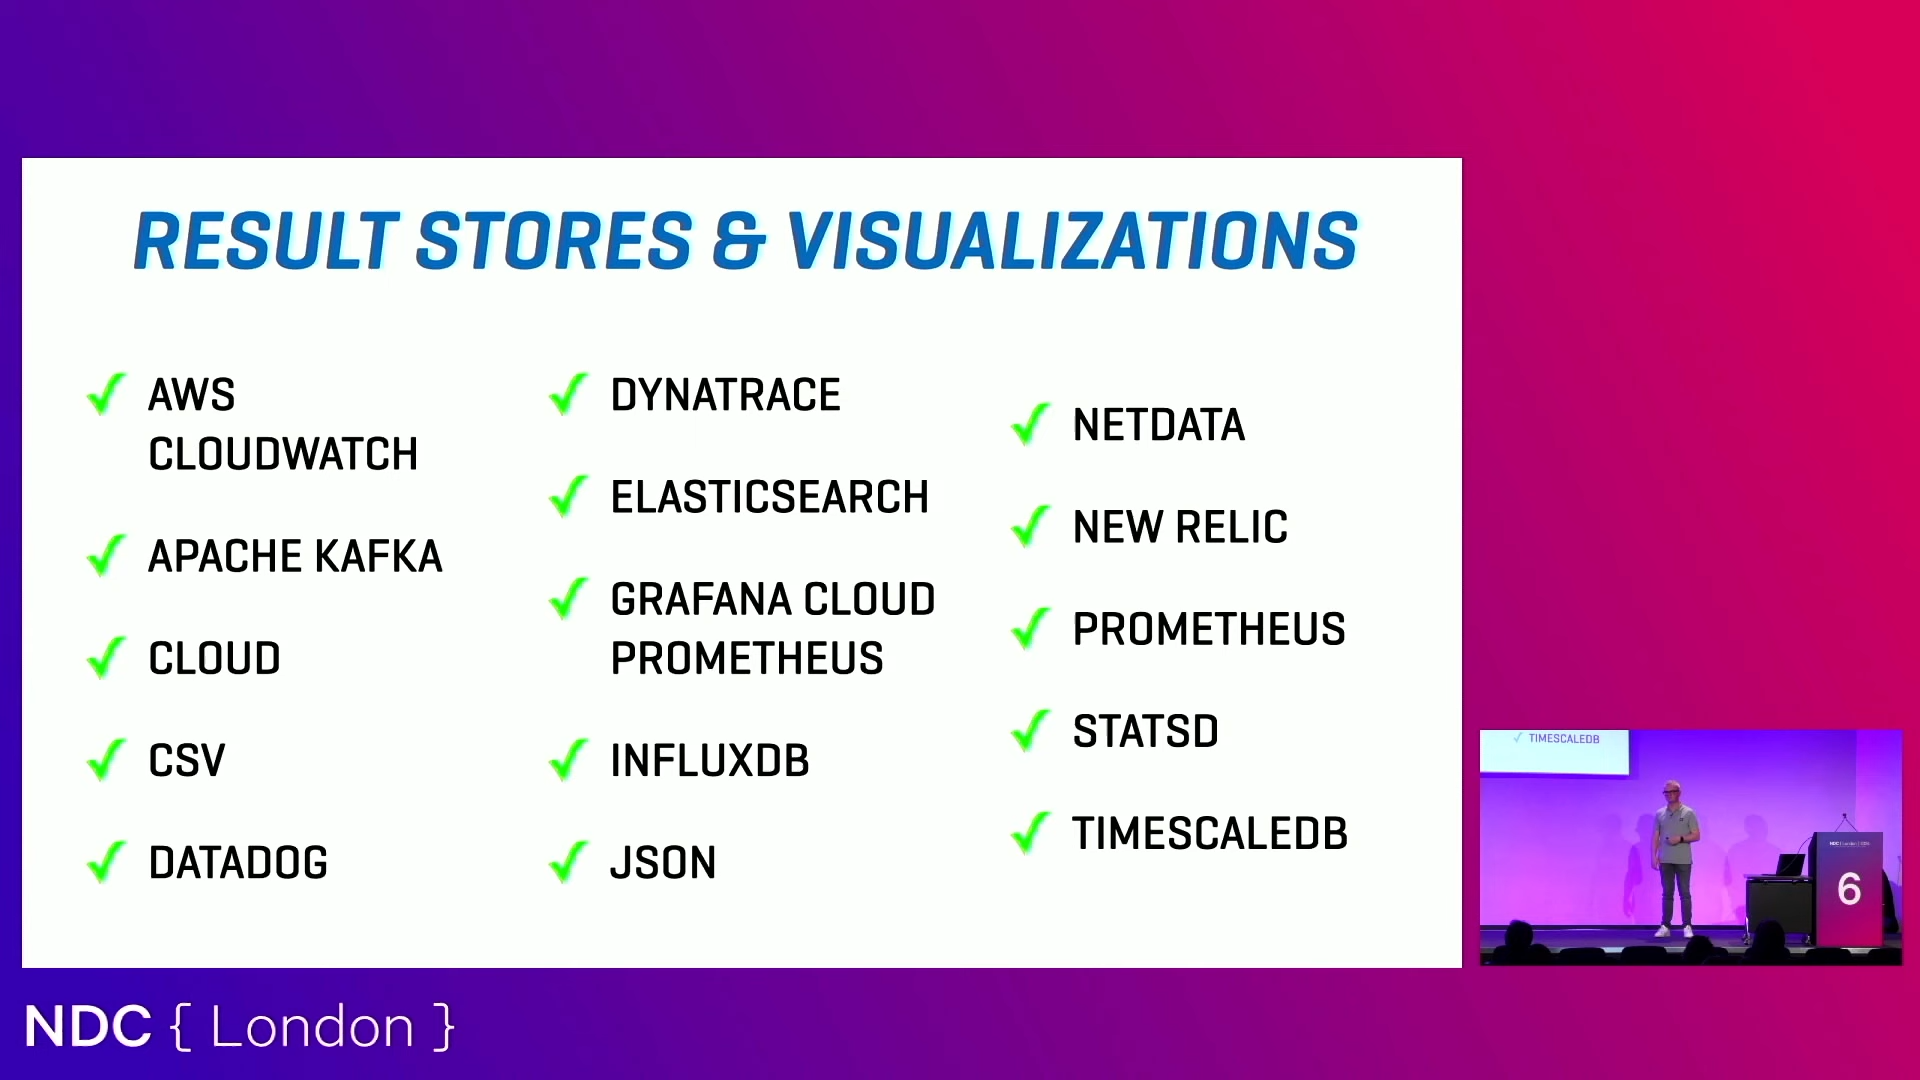 RESULT STORES & VISUALIZATIONS
AWS
CLOUDWATCH
APACHE KAFKA
CLOUD
CSV
DATADOG
DYNATRACE
ELASTICSEARCH
GRAFANA CLOUD
PROMETHEUS
INFLUXDB
JSON
NETDATA
NEW RELIC
PROMETHEUS
STATSD
TIMESCALEDB
TIMESCALEDB
6
NDC { London }